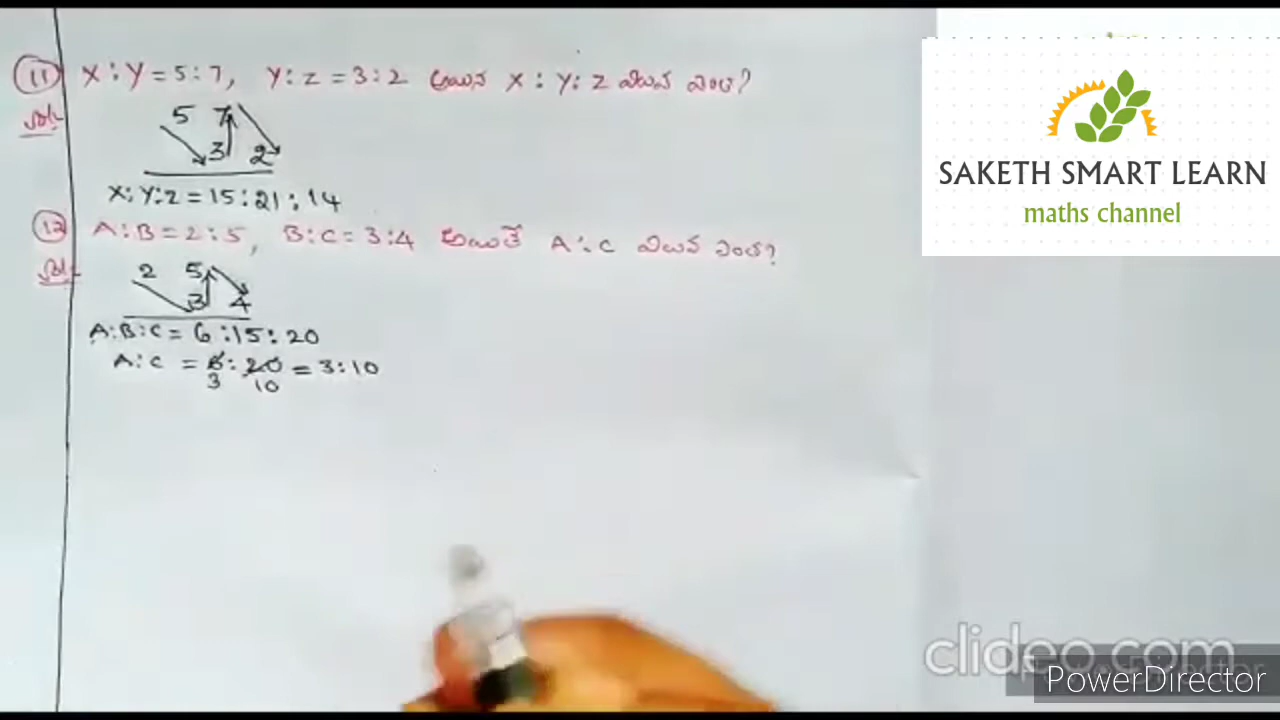 11 X : Y = 5 : 7, Y : Z = 3 : 2 అయిన X : Y : Z విలువ ఎంత?
5 7
3 2
X : Y : Z = 15 : 21 : 14
12 A : B = 2 : 5, B : C = 3 : 4 అయితే A : C విలువ ఎంత?
2 5
3 4
A : B : C = 6 : 15 : 20
A : C = 6 : 20 = 3 : 10
3 10
SAKETH SMART LEARN
maths channel
clideo.com
PowerDirector